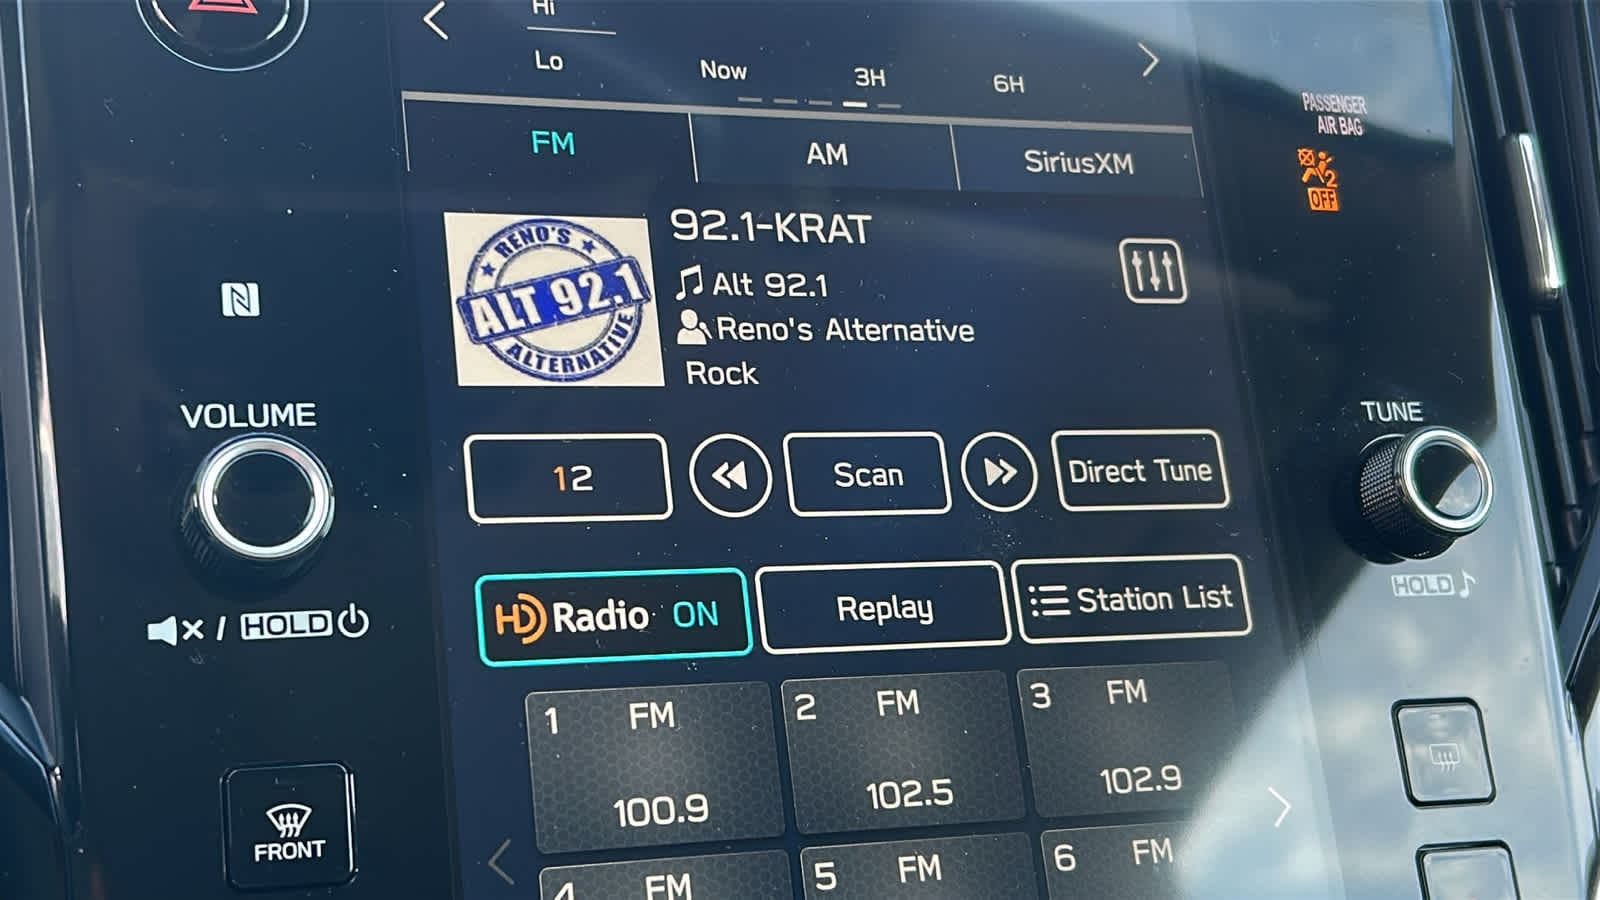 Hi
Lo
Now 3H 6H
FM AM SiriusXM
PASSENGER
AIR BAG
2
OFF
RENO'S
ALT 92.1
ALTERNATIVE
92.1-KRAT
Alt 92.1
Reno's Alternative
Rock
N
VOLUME
TUNE
12 Scan Direct Tune
HD Radio ON Replay Station List
HOLD
/ HOLD
1 FM
100.9
2 FM
102.5
3 FM
102.9
FRONT
4 FM
5 FM
6 FM